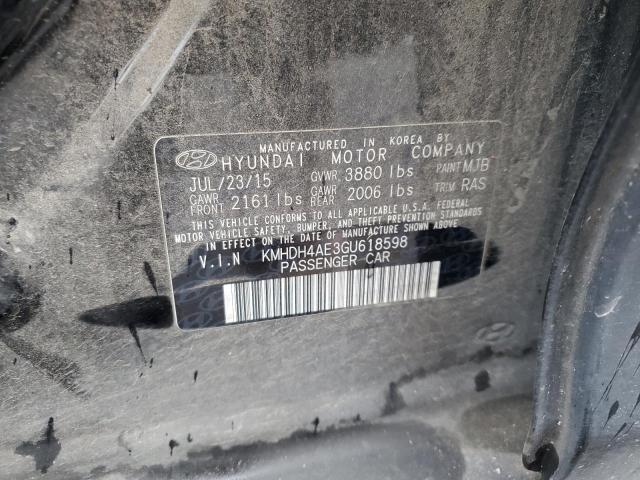 MANUFACTURED IN KOREA BY
HYUNDAI MOTOR COMPANY
JUL/23/15 GVWR 3880 lbs PAINT MJB
GAWR FRONT 2161 lbs GAWR REAR 2006 lbs TRIM RAS
THIS VEHICLE CONFORMS TO ALL APPLICABLE U.S.A. FEDERAL
MOTOR VEHICLE SAFETY, BUMPER, AND THEFT PREVENTION STANDARDS
IN EFFECT ON THE DATE OF MANUFACTURE SHOWN ABOVE
V.I.N KMHDH4AE3GU618598
PASSENGER CAR